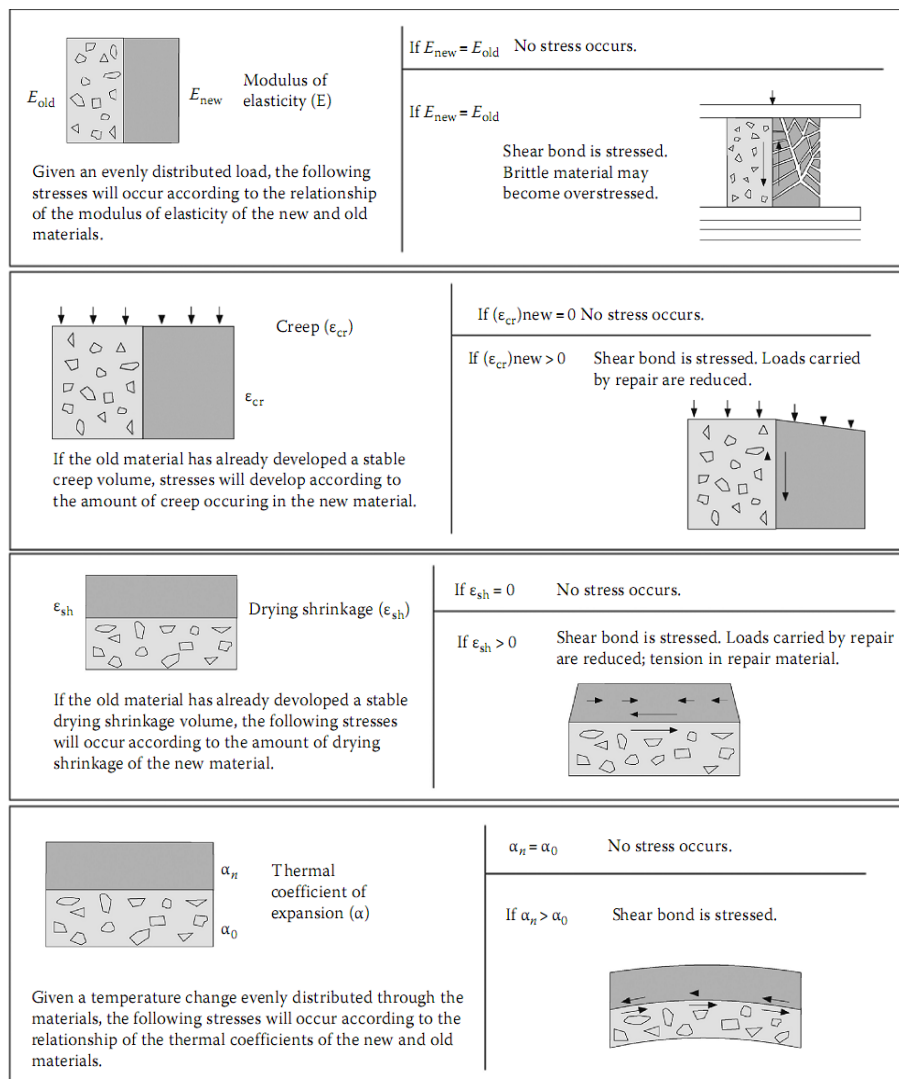 E_old
E_new
Modulus of
elasticity (E)
Given an evenly distributed load, the following
stresses will occur according to the relationship
of the modulus of elasticity of the new and old
materials.
If E_new = E_old No stress occurs.
If E_new = E_old
Shear bond is stressed.
Brittle material may
become overstressed.
Creep (ε_cr)
ε_cr
If the old material has already developed a stable
creep volume, stresses will develop according to
the amount of creep occuring in the new material.
If (ε_cr)new = 0 No stress occurs.
If (ε_cr)new > 0 Shear bond is stressed. Loads carried
by repair are reduced.
ε_sh
Drying shrinkage (ε_sh)
If the old material has already devoloped a stable
drying shrinkage volume, the following stresses
will occur according to the amount of drying
shrinkage of the new material.
If ε_sh = 0 No stress occurs.
If ε_sh > 0 Shear bond is stressed. Loads carried by repair
are reduced; tension in repair material.
α_n
α_0
Thermal
coefficient of
expansion (α)
Given a temperature change evenly distributed through the
materials, the following stresses will occur according to the
relationship of the thermal coefficients of the new and old
materials.
α_n = α_0 No stress occurs.
If α_n > α_0 Shear bond is stressed.